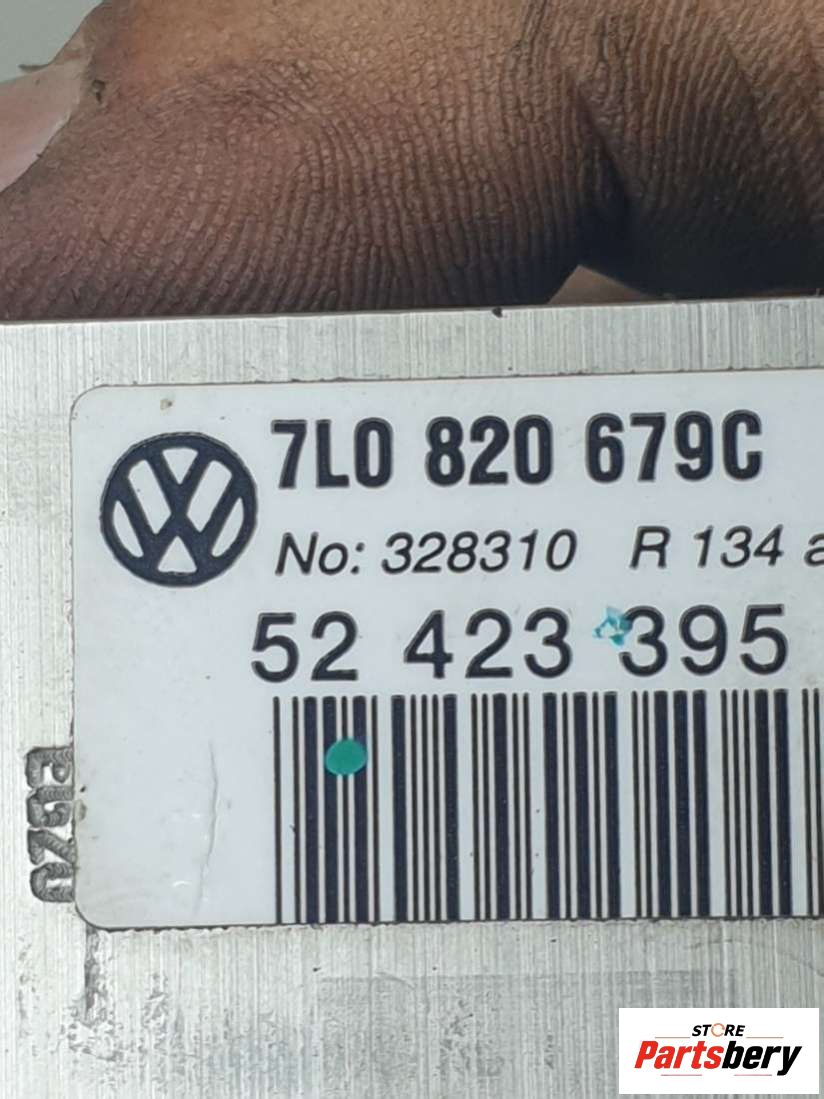 7L0 820 679C
No: 328310 R 134 a
52 423 395
STORE
Partsbery